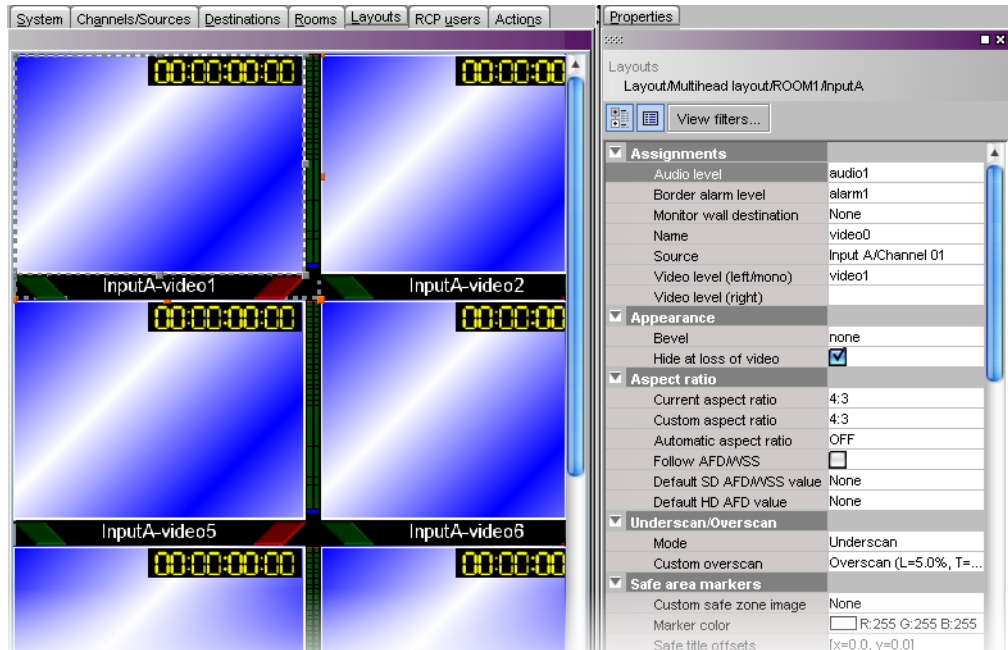 System Channels/Sources Destinations Rooms Layouts RCP users Actions
00:00:00:00 00:00:00
InputA-video1 InputA-video2
00:00:00:00 00:00:00
InputA-video5 InputA-video6
00:00:00:00 00:00:00
Properties
Layouts
Layout/Multihead layout/ROOM1/InputA
View filters...
Assignments
Audio level audio1
Border alarm level alarm1
Monitor wall destination None
Name video0
Source Input A/Channel 01
Video level (left/mono) video1
Video level (right)
Appearance
Bevel none
Hide at loss of video
Aspect ratio
Current aspect ratio 4:3
Custom aspect ratio 4:3
Automatic aspect ratio OFF
Follow AFD/WSS
Default SD AFD/WSS value None
Default HD AFD value None
Underscan/Overscan
Mode Underscan
Custom overscan Overscan (L=5.0%, T=...
Safe area markers
Custom safe zone image None
Marker color R:255 G:255 B:255
Safe title offsets [x=0.0, y=0.0]